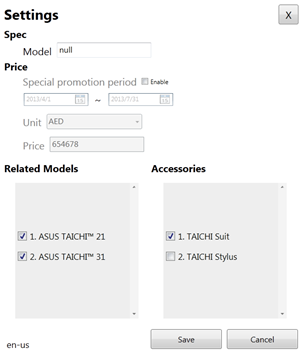 Settings X
Spec
Model null
Price
Special promotion period Enable
2013/4/1 ~ 2013/7/31
Unit AED
Price 654678
Related Models Accessories
1. ASUS TAICHI™ 21 1. TAICHI Suit
2. ASUS TAICHI™ 31 2. TAICHI Stylus
en-us Save Cancel